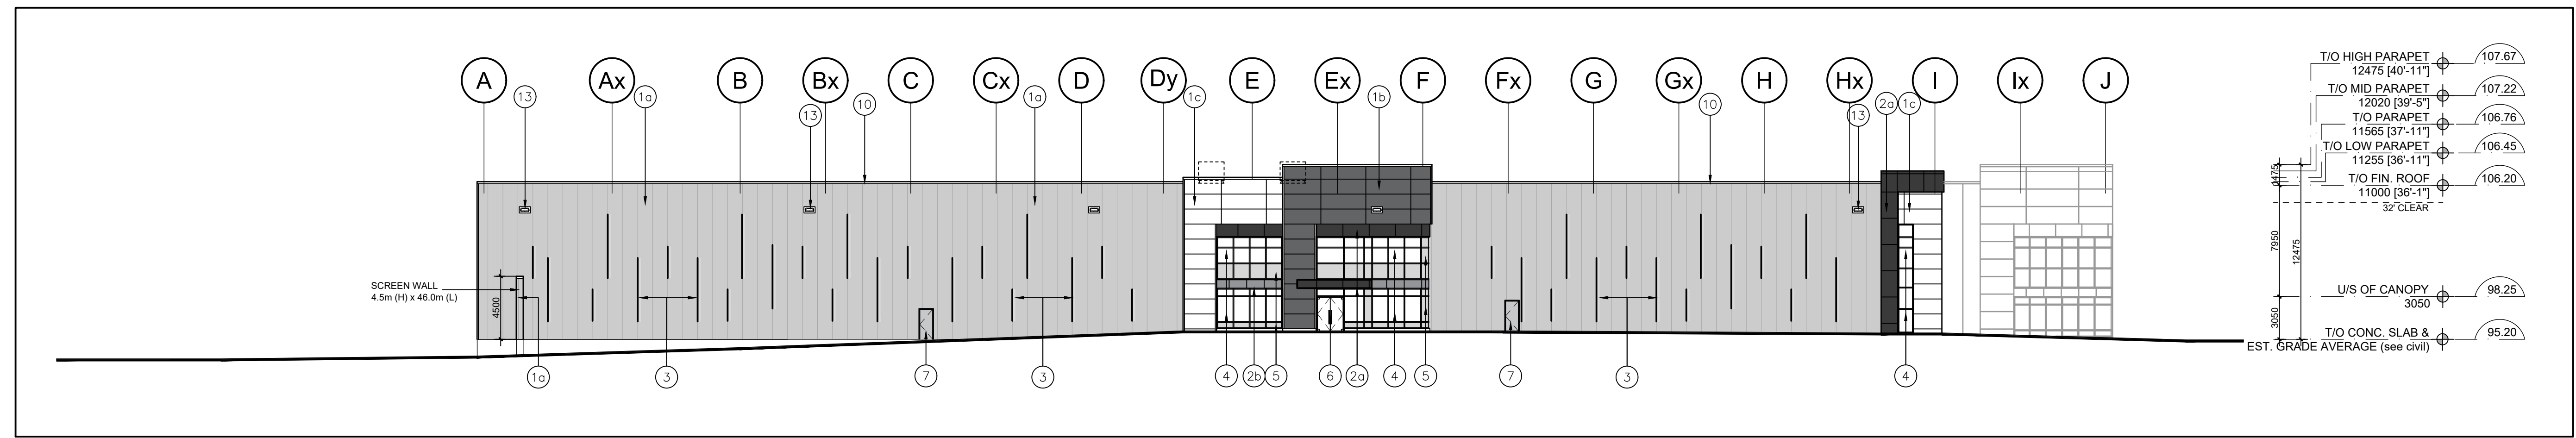 A Ax B Bx C Cx D Dy E Ex F Fx G Gx H Hx I Ix J
13 1a 13 10 1a 1c 1b 10 13 2a 1c
T/O HIGH PARAPET 107.67
12475 [40'-11"]
T/O MID PARAPET 107.22
12020 [39'-5"]
T/O PARAPET 106.76
11565 [37'-11"]
T/O LOW PARAPET 106.45
11255 [36'-11"]
T/O FIN. ROOF 106.20
11000 [36'-1"]
32' CLEAR
1475
7950
12475
3050
U/S OF CANOPY 98.25
3050
T/O CONC. SLAB & 95.20
EST. GRADE AVERAGE (see civil)
SCREEN WALL
4.5m (H) x 46.0m (L)
4500
1a 3 7 3 4 2b 5 6 2a 4 5 7 3 4